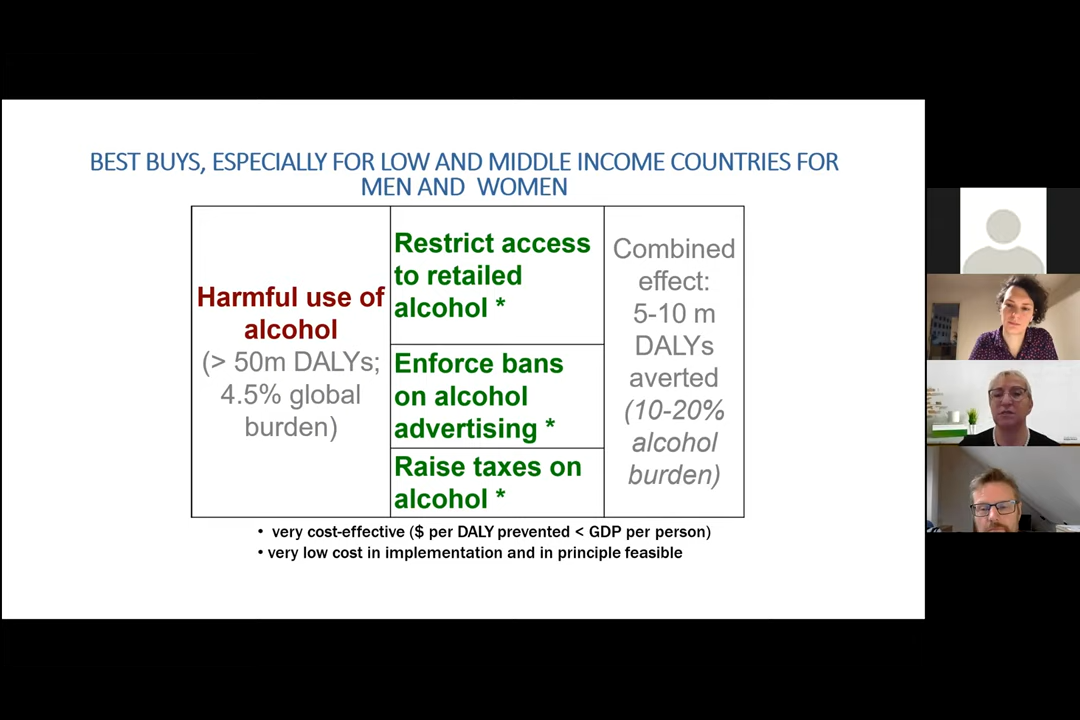 BEST BUYS, ESPECIALLY FOR LOW AND MIDDLE INCOME COUNTRIES FOR
MEN AND WOMEN
Harmful use of
alcohol
(> 50m DALYs;
4.5% global
burden)
Restrict access
to retailed
alcohol *
Enforce bans
on alcohol
advertising *
Raise taxes on
alcohol *
Combined
effect:
5-10 m
DALYs
averted
(10-20%
alcohol
burden)
• very cost-effective ($ per DALY prevented < GDP per person)
• very low cost in implementation and in principle feasible